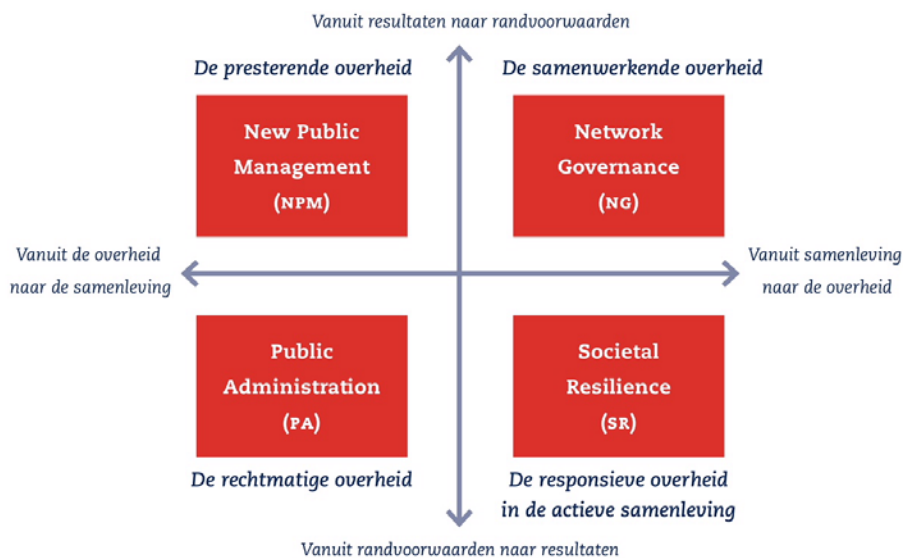 Vanuit resultaten naar randvoorwaarden
De presterende overheid
De samenwerkende overheid
New Public
Management
(NPM)
Network
Governance
(NG)
Vanuit de overheid
naar de samenleving
Vanuit samenleving
naar de overheid
Public
Administration
(PA)
Societal
Resilience
(SR)
De rechtmatige overheid
De responsieve overheid
in de actieve samenleving
Vanuit randvoorwaarden naar resultaten